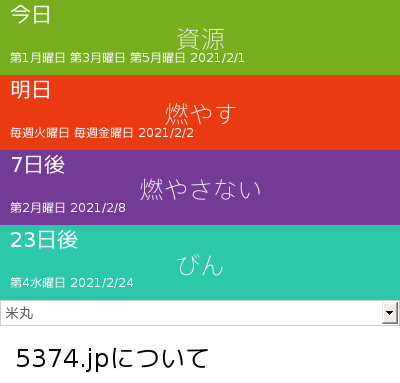 今日
資源
第1月曜日 第3月曜日 第5月曜日 2021/2/1
明日
燃やす
毎週火曜日 毎週金曜日 2021/2/2
7日後
燃やさない
第2月曜日 2021/2/8
23日後
びん
第4水曜日 2021/2/24
米丸
5374.jpについて